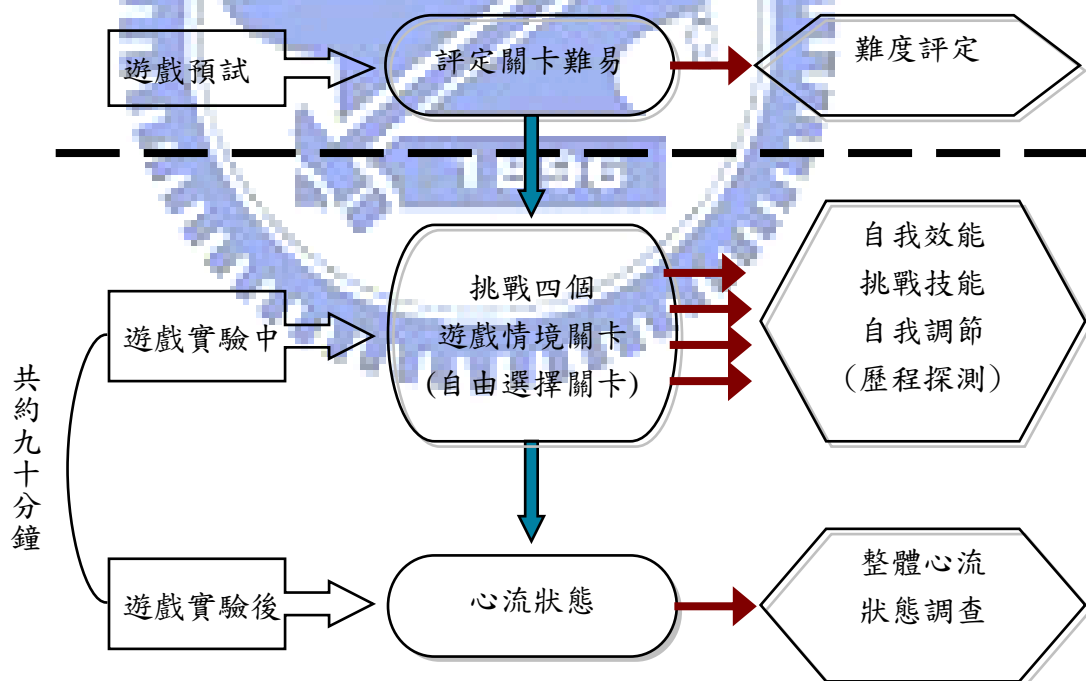 遊戲預試
評定關卡難易
難度評定
1896
挑戰四個
遊戲情境關卡
(自由選擇關卡)
自我效能
挑戰技能
自我調節
(歷程探測)
遊戲實驗中
共約九十分鐘
遊戲實驗後
心流狀態
整體心流
狀態調查